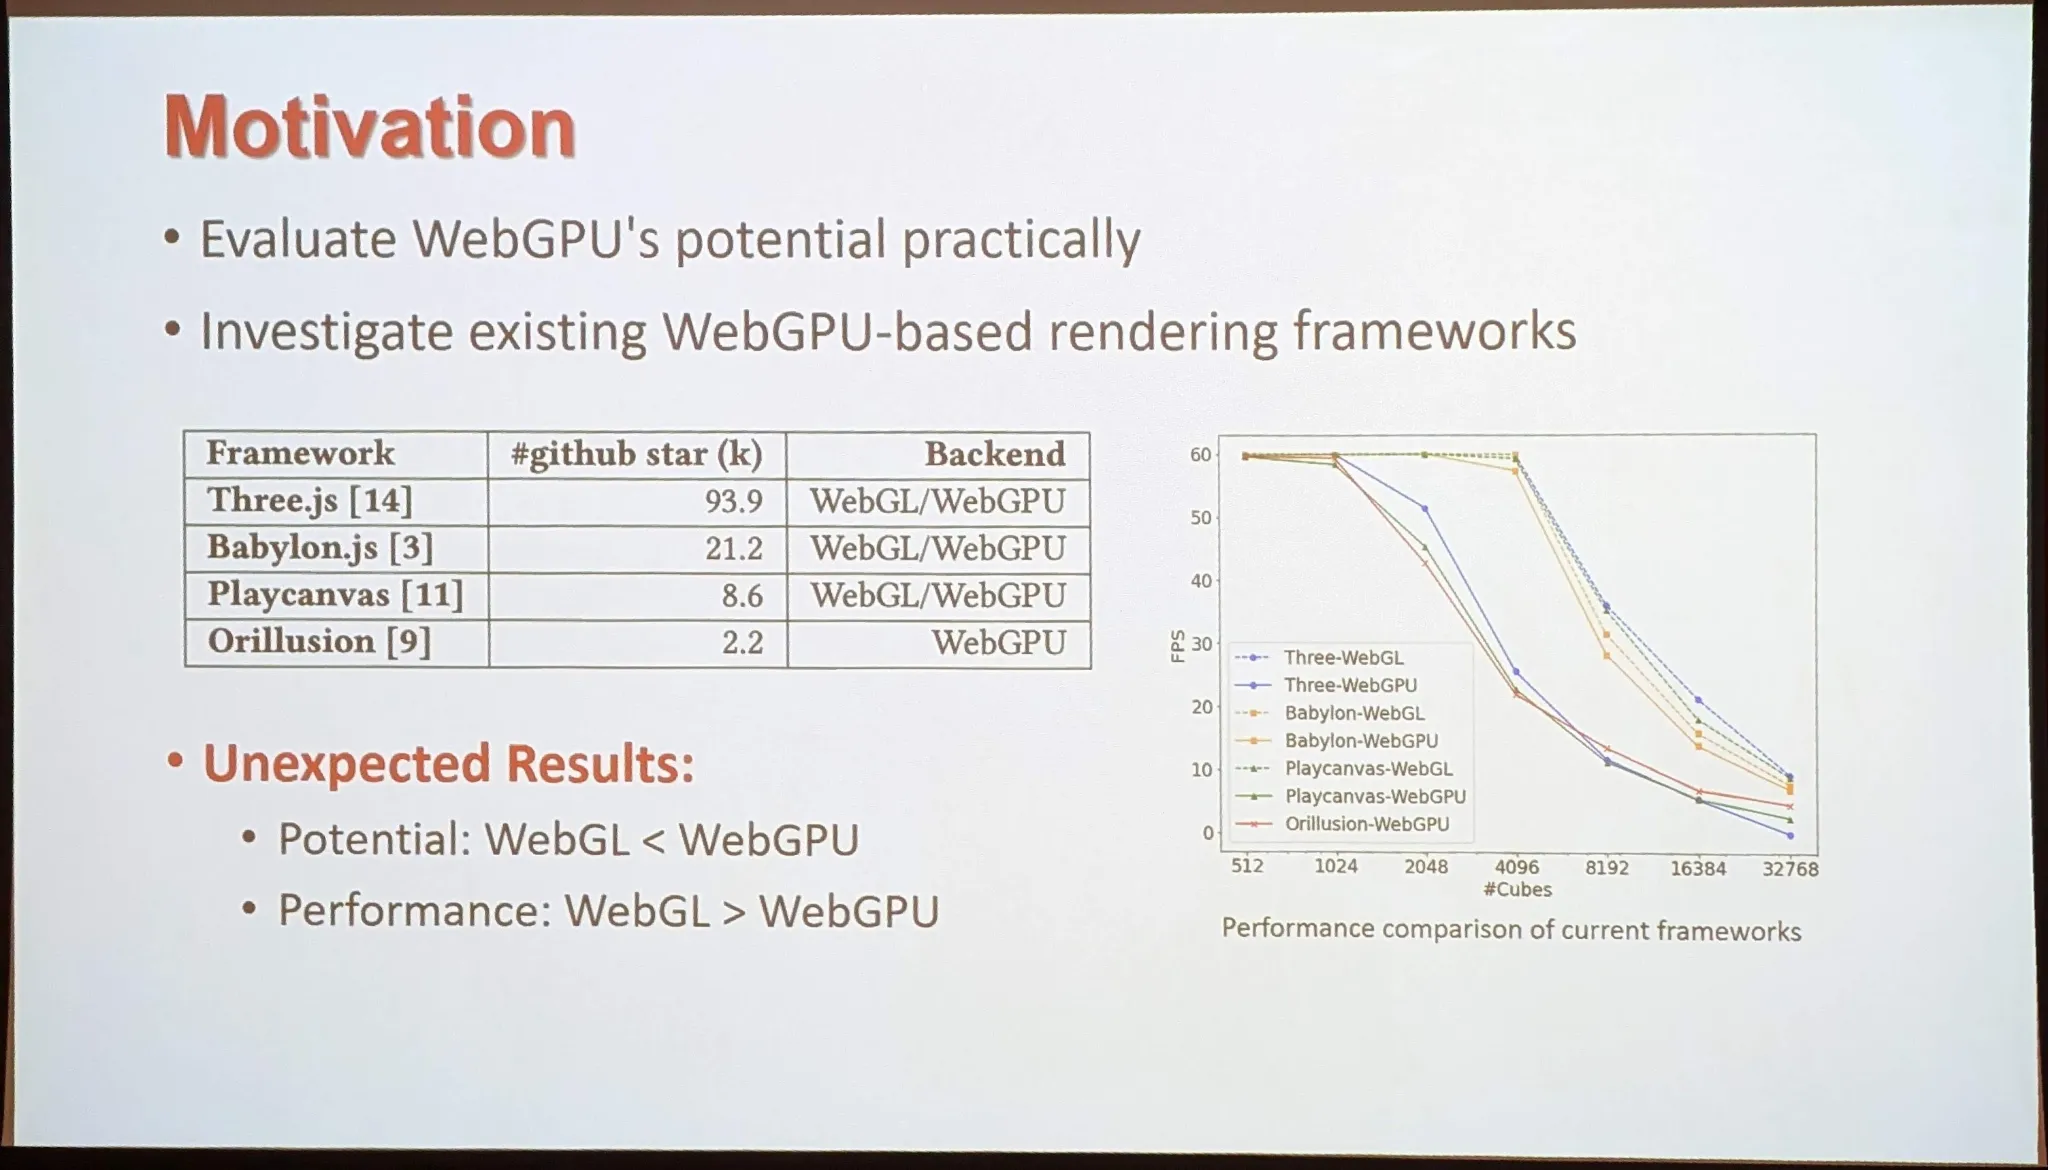 Motivation
• Evaluate WebGPU's potential practically
• Investigate existing WebGPU-based rendering frameworks
Framework #github star (k) Backend
Three.js [14] 93.9 WebGL/WebGPU
Babylon.js [3] 21.2 WebGL/WebGPU
Playcanvas [11] 8.6 WebGL/WebGPU
Orillusion [9] 2.2 WebGPU
• Unexpected Results:
• Potential: WebGL < WebGPU
• Performance: WebGL > WebGPU
60
50
40
30
20
10
0
FPS
Three-WebGL
Three-WebGPU
Babylon-WebGL
Babylon-WebGPU
Playcanvas-WebGL
Playcanvas-WebGPU
Orillusion-WebGPU
512 1024 2048 4096 8192 16384 32768
#Cubes
Performance comparison of current frameworks